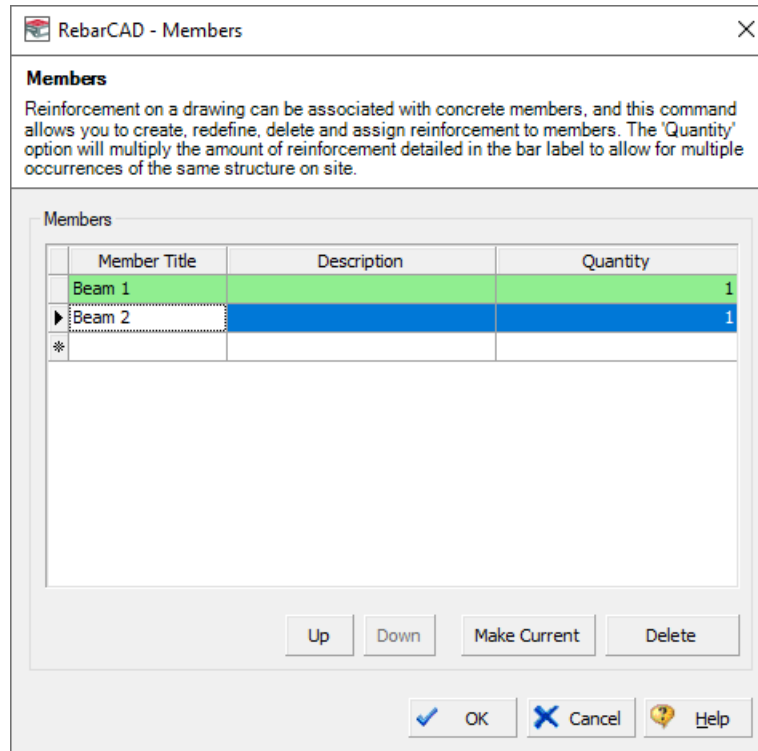 RebarCAD - Members
Members
Reinforcement on a drawing can be associated with concrete members, and this command
allows you to create, redefine, delete and assign reinforcement to members. The 'Quantity'
option will multiply the amount of reinforcement detailed in the bar label to allow for multiple
occurrences of the same structure on site.
Members
Member Title Description Quantity
Beam 1 1
Beam 2 1
Up Down Make Current Delete
OK Cancel Help